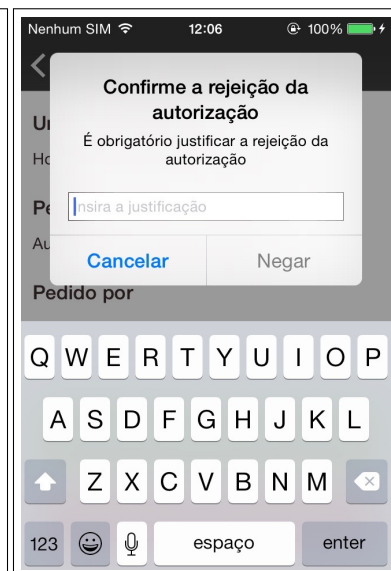 Nenhum SIM 12:06 100%
Confirme a rejeição da
autorização
É obrigatório justificar a rejeição da
autorização
Insira a justificação
Cancelar Negar
Pedido por
Q W E R T Y U I O P
A S D F G H J K L
Z X C V B N M
123 espaço enter